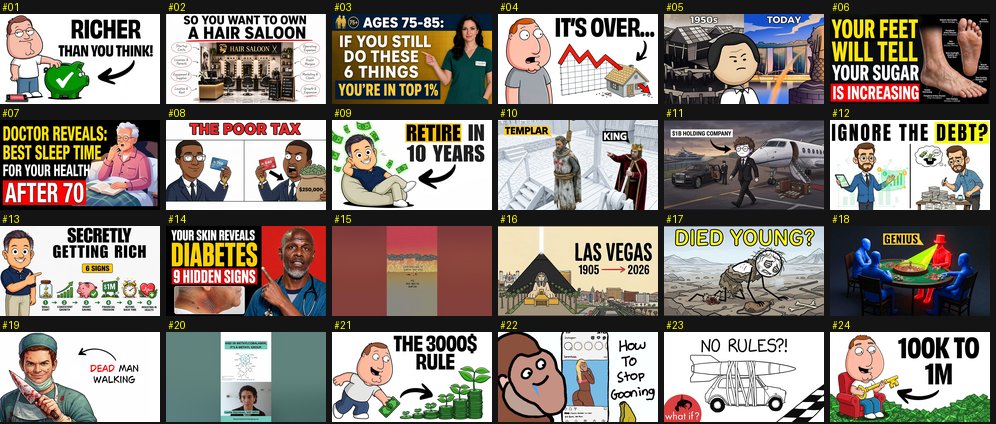 #01
RICHER
THAN YOU THINK!
#02
SO YOU WANT TO OWN
A HAIR SALOON
HAIR SALOON
#03
75+
AGES 75-85:
IF YOU STILL
DO THESE
6 THINGS
YOU'RE IN TOP 1%
#04
IT'S OVER...
#05
1950s
TODAY
#06
YOUR FEET
WILL TELL
YOUR SUGAR
IS INCREASING
#07
DOCTOR REVEALS:
BEST SLEEP TIME
FOR YOUR HEALTH
AFTER 70
#08
THE POOR TAX
$250,000
#09
RETIRE IN
10 YEARS
#10
TEMPLAR
KING
#11
$1B HOLDING COMPANY
#12
IGNORE THE DEBT?
#13
SECRETLY
GETTING RICH
6 SIGNS
$1M
#14
YOUR SKIN REVEALS
DIABETES
9 HIDDEN SIGNS
#15
#16
LAS VEGAS
1905 → 2026
#17
DIED YOUNG?
#18
GENIUS
#19
DEAD MAN
WALKING
#20
#21
THE 3000$
RULE
#22
How
To
Stop
Gooning
#23
NO RULES?!
what if?
#24
100K TO
1M